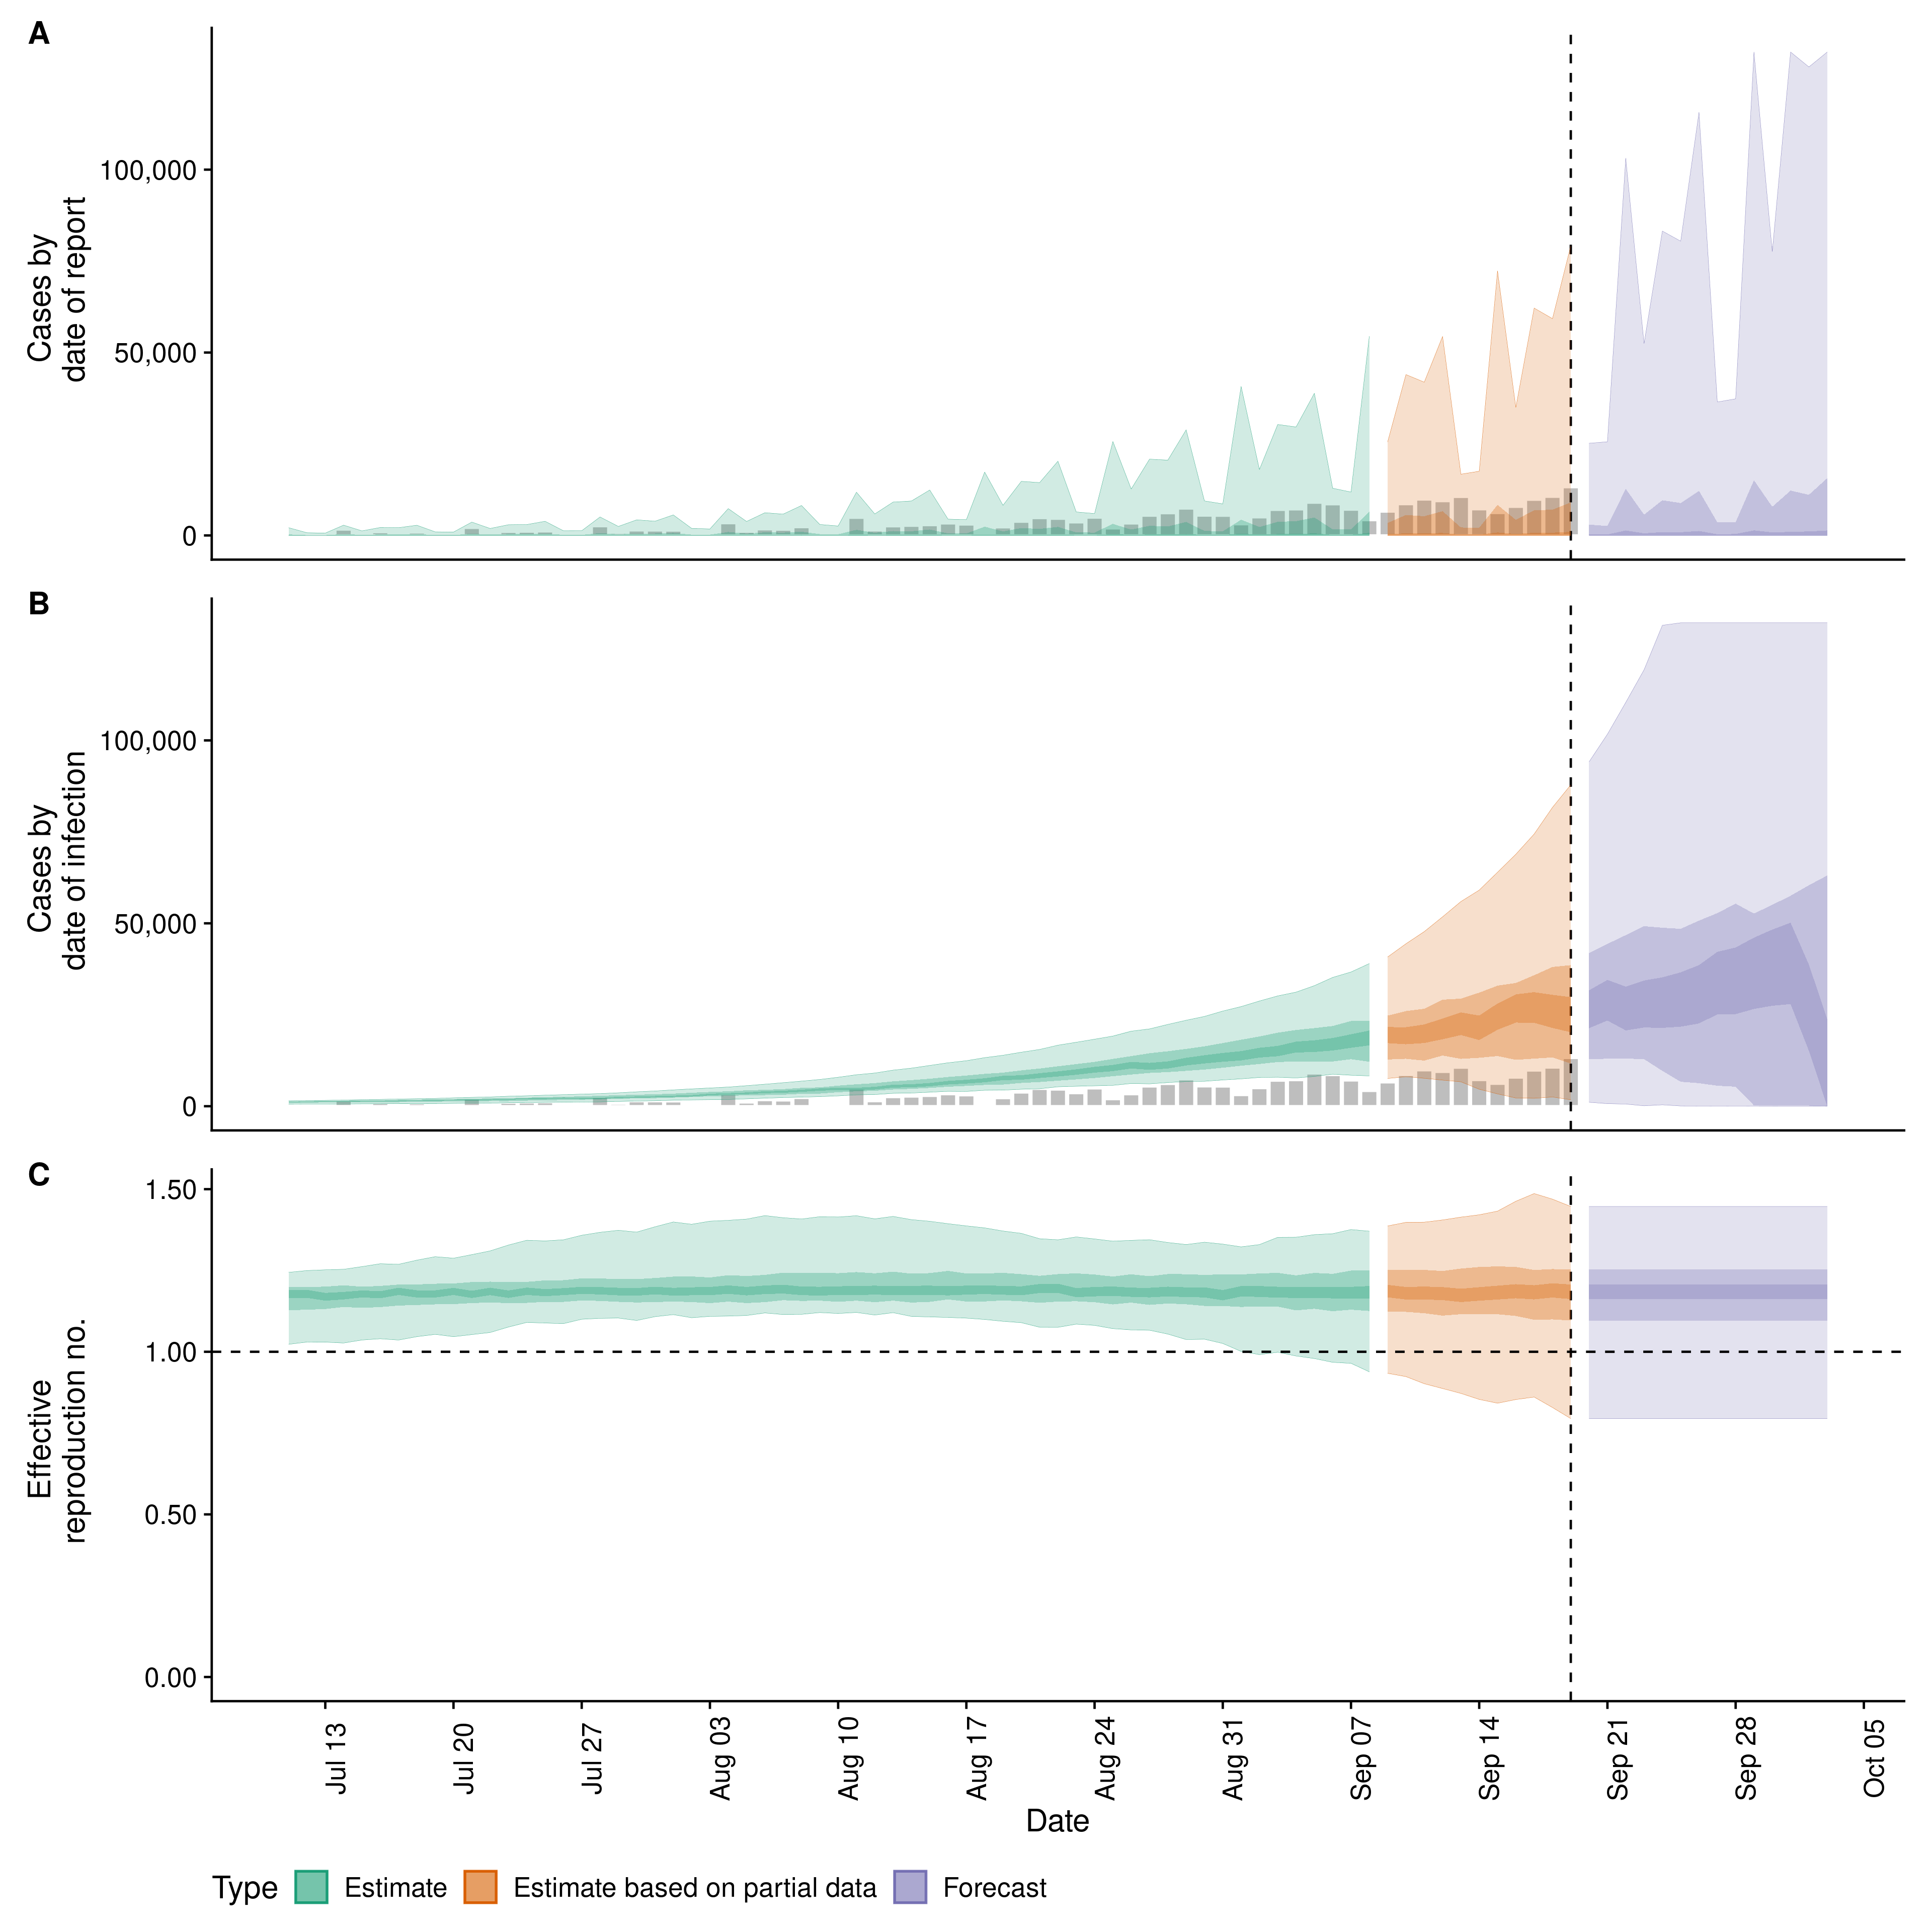 A
Cases by
date of report
100,000
50,000
0
B
Cases by
date of infection
100,000
50,000
0
C
Effective
reproduction no.
1.50
1.00
0.50
0.00
Jul 13
Jul 20
Jul 27
Aug 03
Aug 10
Aug 17
Aug 24
Aug 31
Sep 07
Sep 14
Sep 21
Sep 28
Oct 05
Date
Type Estimate Estimate based on partial data Forecast